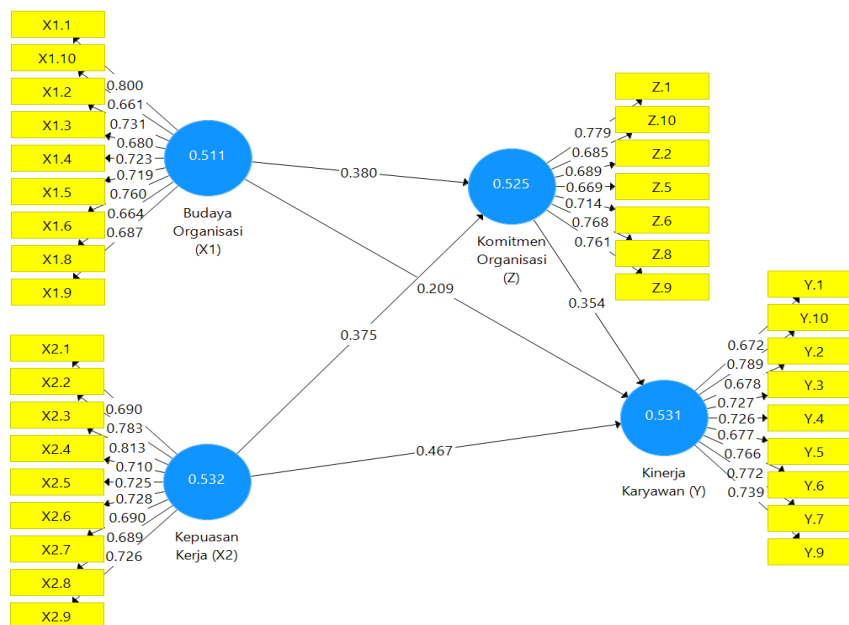 X1.1
X1.10
X1.2
X1.3
X1.4
X1.5
X1.6
X1.8
X1.9
0.800
0.661
0.731
0.680
0.723
0.719
0.760
0.664
0.687
0.511
Budaya
Organisasi
(X1)
0.380
0.209
0.375
0.467
0.354
0.525
Komitmen
Organisasi
(Z)
0.779
0.685
0.689
0.669
0.714
0.768
0.761
Z.1
Z.10
Z.2
Z.5
Z.6
Z.8
Z.9
X2.1
X2.2
X2.3
X2.4
X2.5
X2.6
X2.7
X2.8
X2.9
0.690
0.783
0.813
0.710
0.725
0.728
0.690
0.689
0.726
0.532
Kepuasan
Kerja (X2)
0.531
Kinerja
Karyawan (Y)
0.672
0.789
0.678
0.727
0.726
0.677
0.766
0.772
0.739
Y.1
Y.10
Y.2
Y.3
Y.4
Y.5
Y.6
Y.7
Y.9